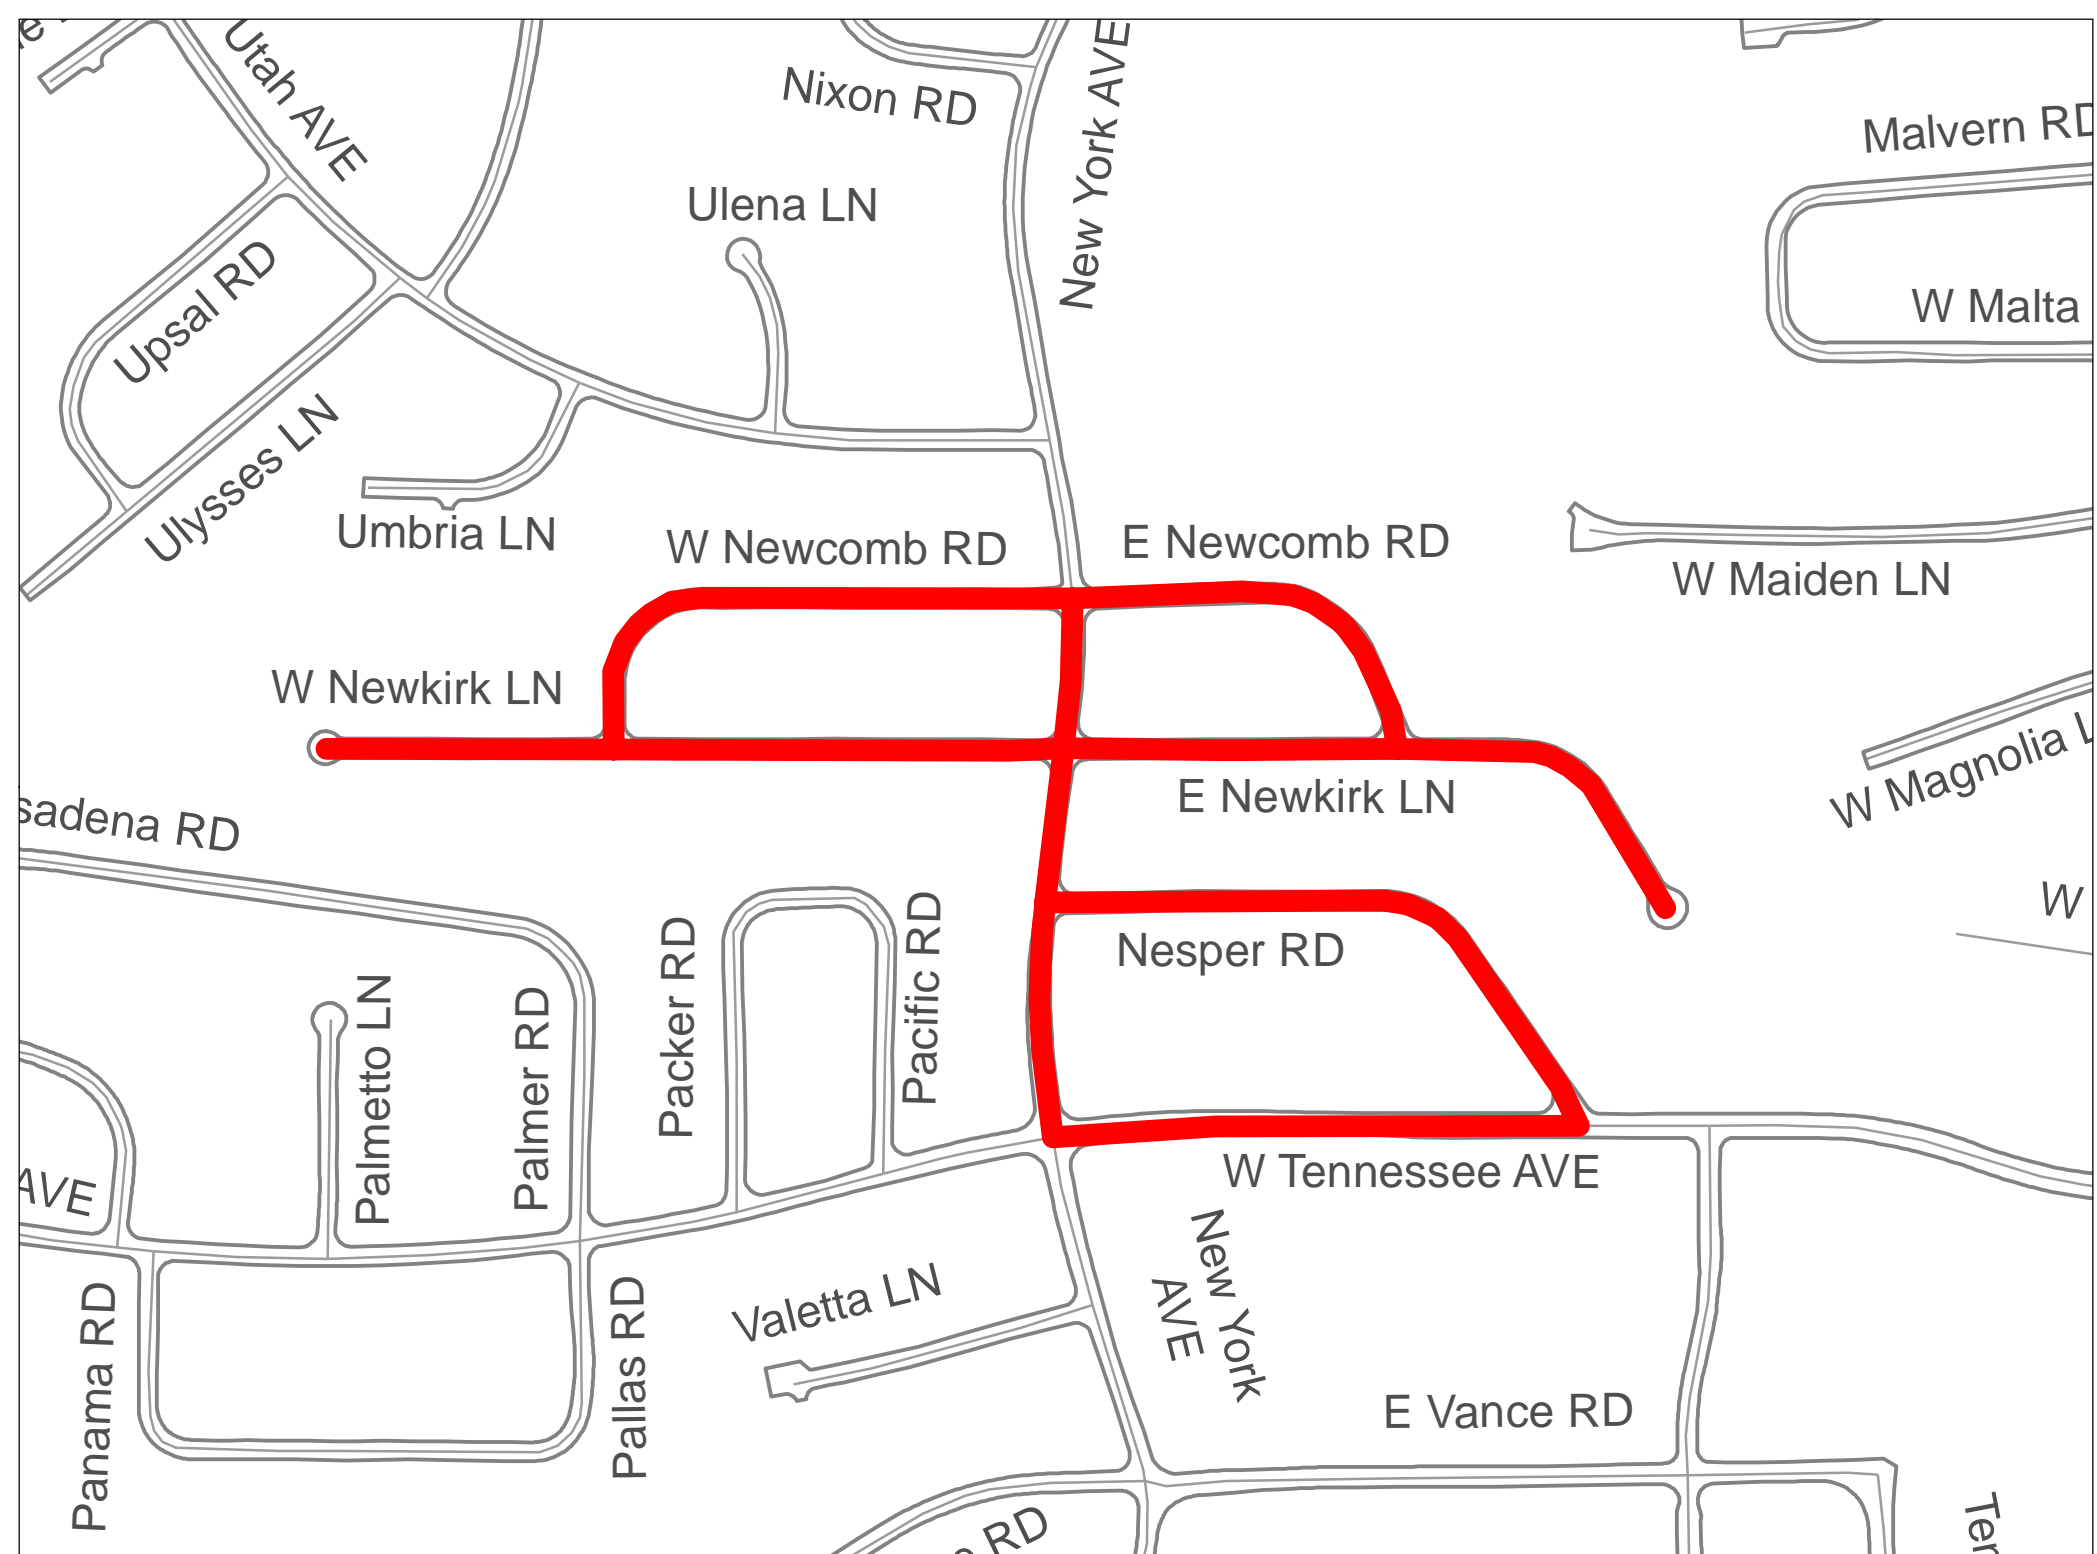 Utah AVE
Nixon RD
New York AVE
Malvern RD
Ulena LN
Upsal RD
W Malta
Ulysses LN
Umbria LN
W Newcomb RD
E Newcomb RD
W Maiden LN
W Newkirk LN
W Magnolia L
E Newkirk LN
sadena RD
W
Nesper RD
Packer RD
Pacific RD
Palmetto LN
Palmer RD
W Tennessee AVE
AVE
New York
AVE
Valetta LN
Panama RD
Pallas RD
E Vance RD
RD
Ten